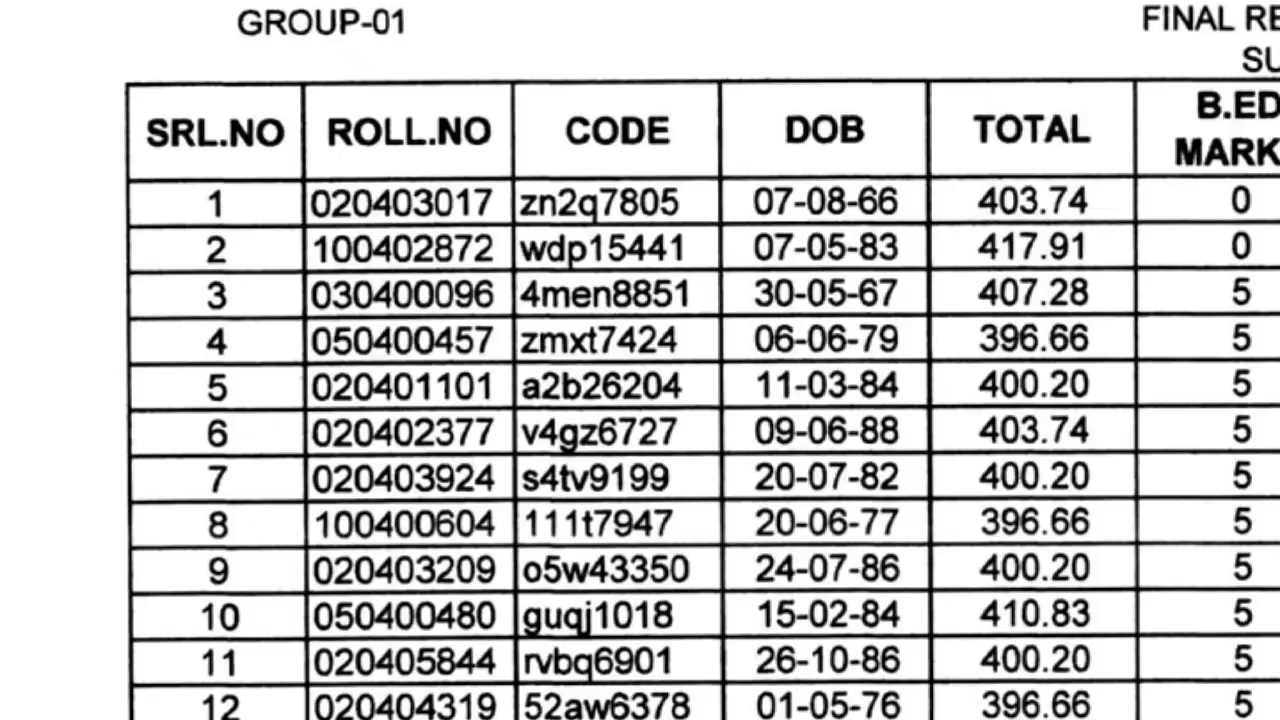 GROUP-01 FINAL RE
SU
SRL.NO ROLL.NO CODE DOB TOTAL B.ED
MARK
1 020403017 zn2q7805 07-08-66 403.74 0
2 100402872 wdp15441 07-05-83 417.91 0
3 030400096 4men8851 30-05-67 407.28 5
4 050400457 zmxt7424 06-06-79 396.66 5
5 020401101 a2b26204 11-03-84 400.20 5
6 020402377 v4gz6727 09-06-88 403.74 5
7 020403924 s4tv9199 20-07-82 400.20 5
8 100400604 111t7947 20-06-77 396.66 5
9 020403209 o5w43350 24-07-86 400.20 5
10 050400480 guqj1018 15-02-84 410.83 5
11 020405844 rvbq6901 26-10-86 400.20 5
12 020404319 52aw6378 01-05-76 396.66 5